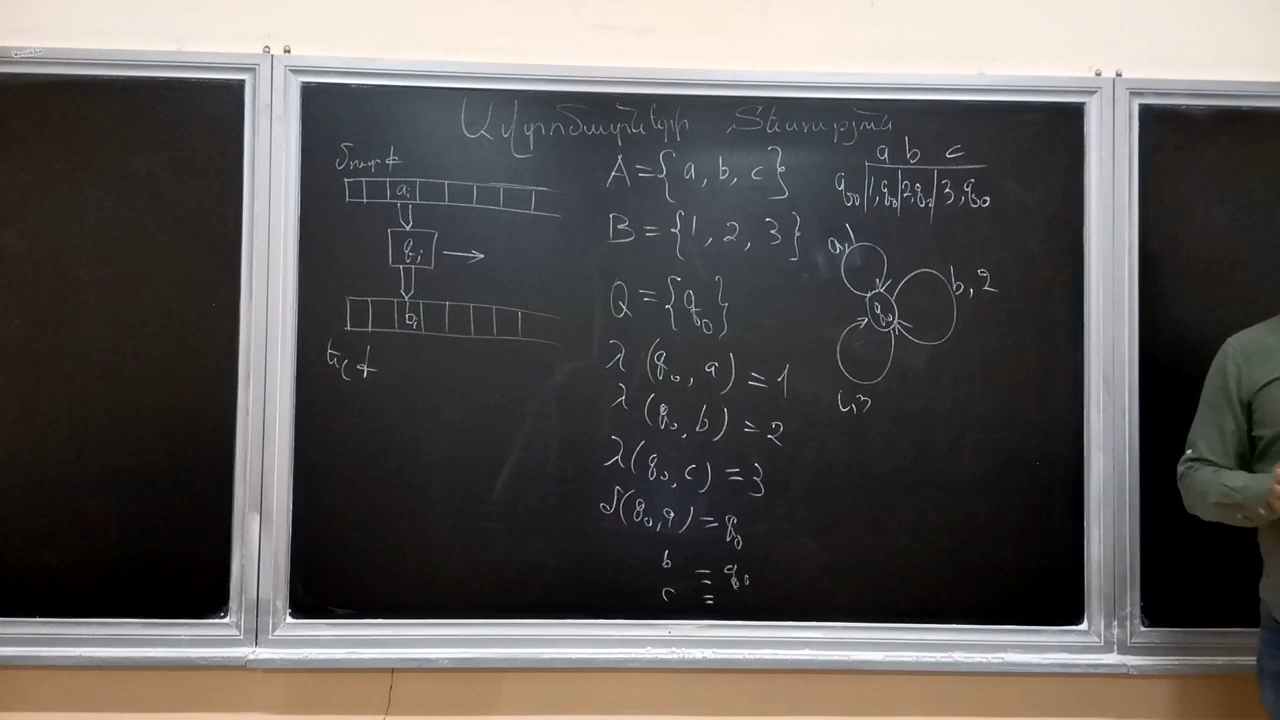 Ավտոմատների Տեսություն
մուտք
aᵢ
qⱼ
bᵢ
ելք
A = {a, b, c}
B = {1, 2, 3}
Q = {q₀}
λ (q₀, a) = 1
λ (q₀, b) = 2
λ (q₀, c) = 3
δ (q₀, a) = q₀
b = q₀
c =
a b c
q₀ | 1, q₀ | 2, q₀ | 3, q₀
a, 1
b, 2
q₀
c, 3